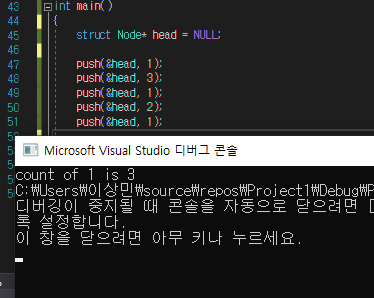 43 int main()
44 {
45 struct Node* head = NULL;
46
47 push(&head, 1);
48 push(&head, 3);
49 push(&head, 1);
50 push(&head, 2);
51 push(&head, 1);
Microsoft Visual Studio 디버그 콘솔
count of 1 is 3
C:₩Users₩이상민₩source₩repos₩Project1₩Debug₩P
디버깅이 중지될 때 콘솔을 자동으로 닫으려면 [
록 설정합니다.
이 창을 닫으려면 아무 키나 누르세요.